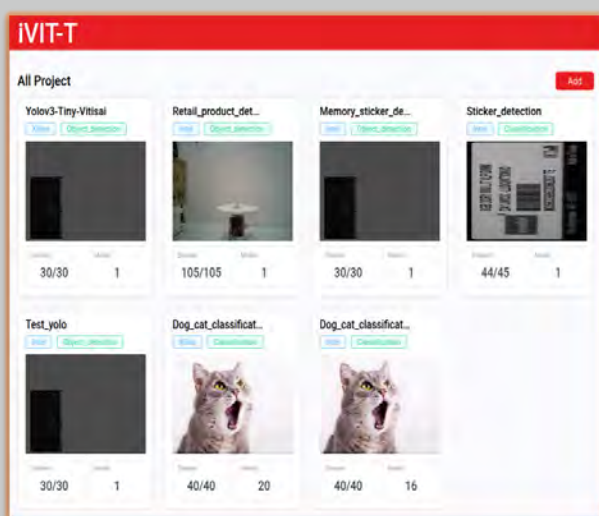 iVIT-T
All Project
Add
Yolov3-Tiny-Vitisai
Retail_product_det...
Memory_sticker_de...
Sticker_detection
Xilinx
Object_detection
Intel
Object_detection
Intel
Object_detection
Intel
Classification
30/30 1
105/105 1
30/30 1
44/45 1
Test_yolo
Dog_cat_classificat...
Dog_cat_classificat...
Intel
Object_detection
Xilinx
Classification
Intel
Classification
30/30 1
40/40 20
40/40 16